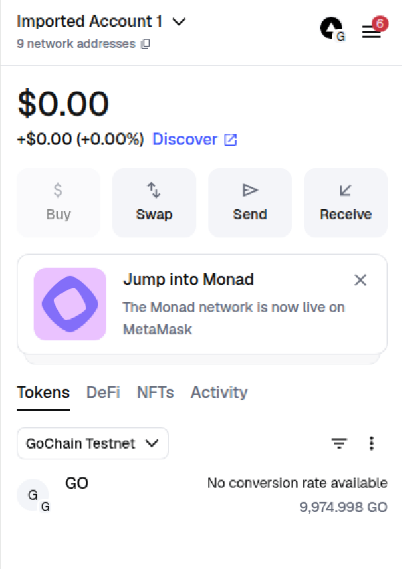 Imported Account 1
G
6
9 network addresses
$0.00
+$0.00 (+0.00%) Discover
$
Buy
Swap
Send
Receive
Jump into Monad
The Monad network is now live on
MetaMask
Tokens DeFi NFTs Activity
GoChain Testnet
G
G
GO
No conversion rate available
9,974.998 GO